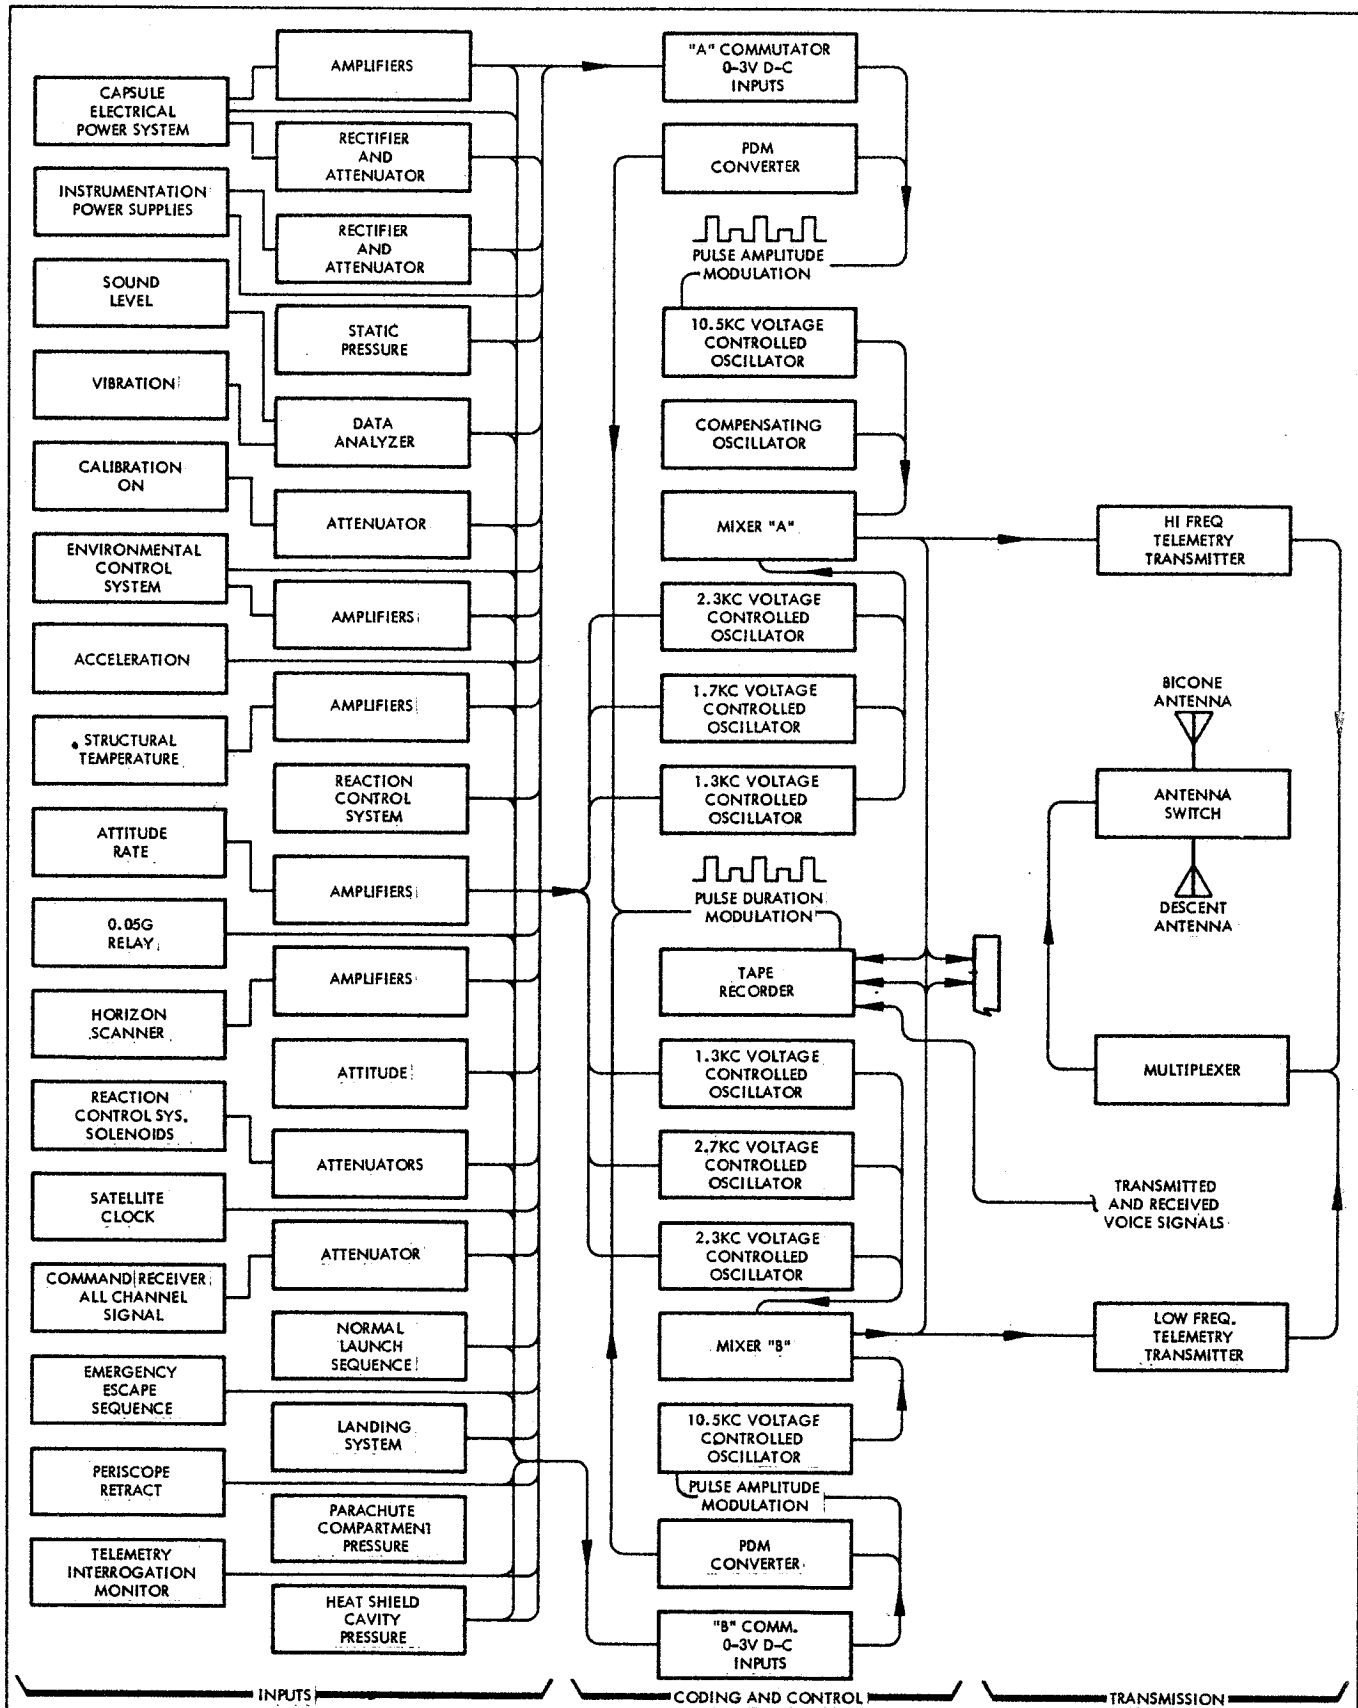 CAPSULE
ELECTRICAL
POWER SYSTEM
INSTRUMENTATION
POWER SUPPLIES
SOUND
LEVEL
VIBRATION
CALIBRATION
ON
ENVIRONMENTAL
CONTROL
SYSTEM
ACCELERATION
STRUCTURAL
TEMPERATURE
ATTITUDE
RATE
0.05G
RELAY
HORIZON
SCANNER
REACTION
CONTROL SYS.
SOLENOIDS
SATELLITE
CLOCK
COMMAND RECEIVER
ALL CHANNEL
SIGNAL
EMERGENCY
ESCAPE
SEQUENCE
PERISCOPE
RETRACT
TELEMETRY
INTERROGATION
MONITOR
AMPLIFIERS
RECTIFIER
AND
ATTENUATOR
RECTIFIER
AND
ATTENUATOR
STATIC
PRESSURE
DATA
ANALYZER
ATTENUATOR
AMPLIFIERS
AMPLIFIERS
REACTION
CONTROL
SYSTEM
AMPLIFIERS
AMPLIFIERS
ATTITUDE
ATTENUATORS
ATTENUATOR
NORMAL
LAUNCH
SEQUENCE
LANDING
SYSTEM
PARACHUTE
COMPARTMENT
PRESSURE
HEAT SHIELD
CAVITY
PRESSURE
"A" COMMUTATOR
0-3V D-C
INPUTS
PDM
CONVERTER
PULSE AMPLITUDE
MODULATION
10.5KC VOLTAGE
CONTROLLED
OSCILLATOR
COMPENSATING
OSCILLATOR
MIXER "A"
2.3KC VOLTAGE
CONTROLLED
OSCILLATOR
1.7KC VOLTAGE
CONTROLLED
OSCILLATOR
1.3KC VOLTAGE
CONTROLLED
OSCILLATOR
PULSE DURATION
MODULATION
TAPE
RECORDER
1.3KC VOLTAGE
CONTROLLED
OSCILLATOR
2.7KC VOLTAGE
CONTROLLED
OSCILLATOR
2.3KC VOLTAGE
CONTROLLED
OSCILLATOR
MIXER "B"
10.5KC VOLTAGE
CONTROLLED
OSCILLATOR
PULSE AMPLITUDE
MODULATION
PDM
CONVERTER
"B" COMM.
0-3V D-C
INPUTS
HI FREQ
TELEMETRY
TRANSMITTER
BICONE
ANTENNA
ANTENNA
SWITCH
DESCENT
ANTENNA
MULTIPLEXER
TRANSMITTED
AND RECEIVED
VOICE SIGNALS
LOW FREQ.
TELEMETRY
TRANSMITTER
INPUTS
CODING AND CONTROL
TRANSMISSION